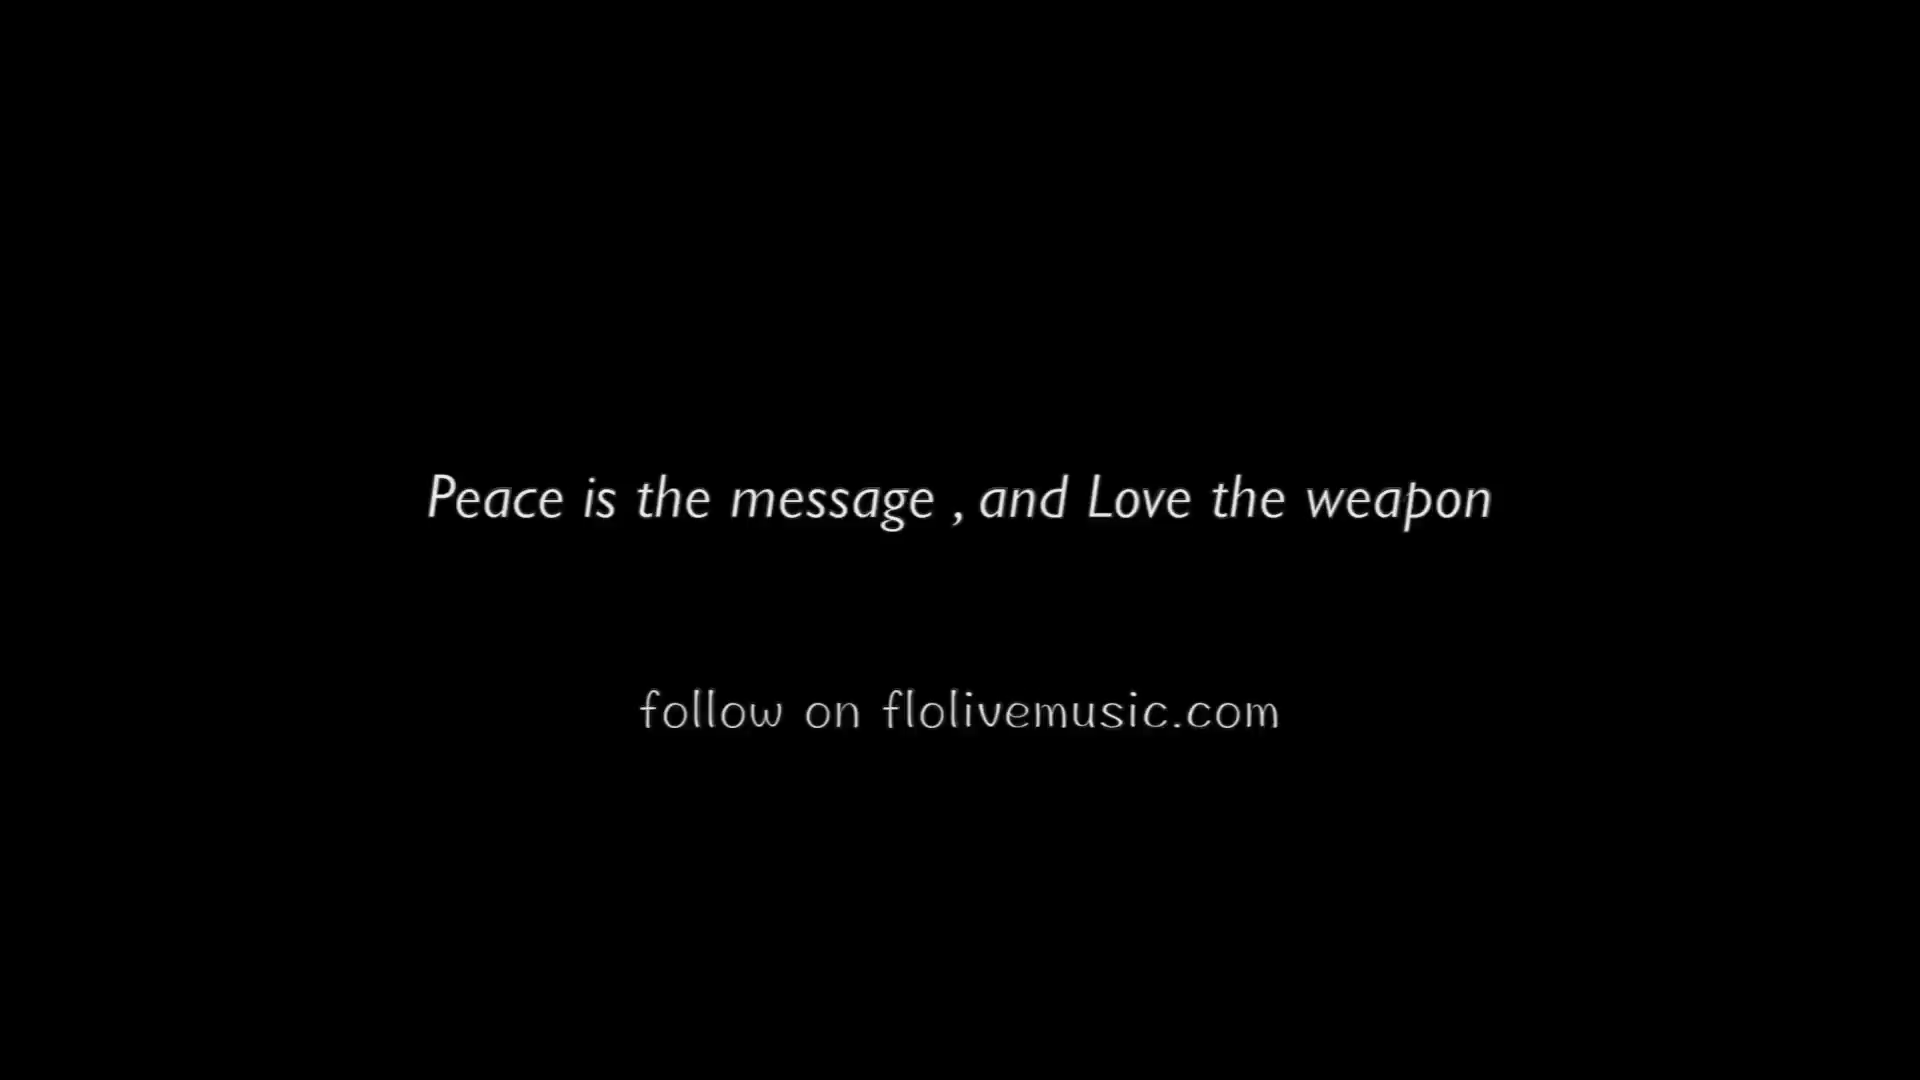 Peace is the message , and Love the weapon
follow on flolivemusic.com